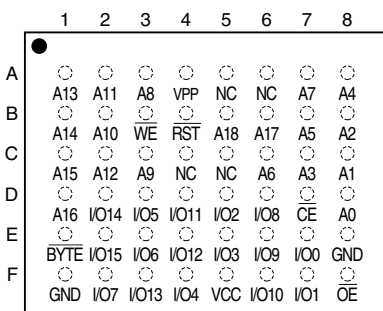 1 2 3 4 5 6 7 8
A
A13 A11 A8 VPP NC NC A7 A4
B
A14 A10 WE RST A18 A17 A5 A2
C
A15 A12 A9 NC NC A6 A3 A1
D
A16 I/O14 I/O5 I/O11 I/O2 I/O8 CE A0
E
BYTE I/O15 I/O6 I/O12 I/O3 I/O9 I/O0 GND
F
GND I/O7 I/O13 I/O4 VCC I/O10 I/O1 OE